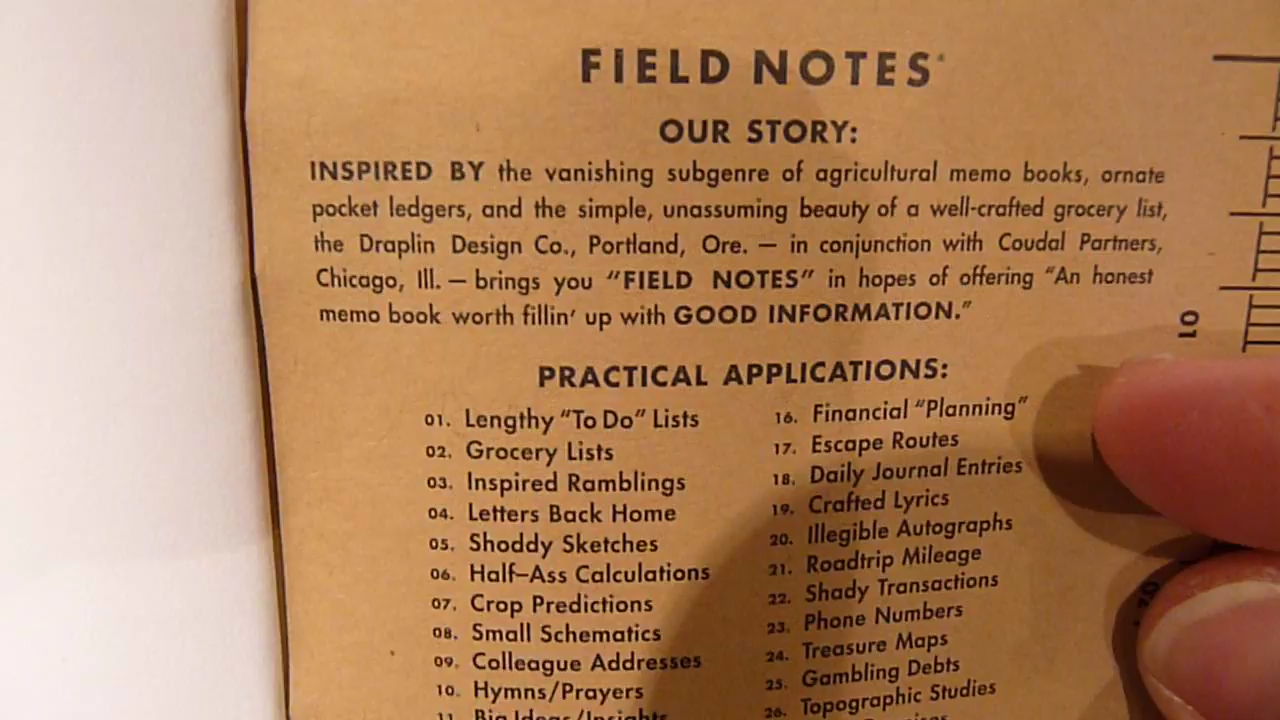 FIELD NOTES
OUR STORY:
INSPIRED BY the vanishing subgenre of agricultural memo books, ornate
pocket ledgers, and the simple, unassuming beauty of a well-crafted grocery list,
the Draplin Design Co., Portland, Ore. — in conjunction with Coudal Partners,
Chicago, Ill. — brings you "FIELD NOTES" in hopes of offering "An honest
memo book worth fillin' up with GOOD INFORMATION."
PRACTICAL APPLICATIONS:
01. Lengthy "To Do" Lists
02. Grocery Lists
03. Inspired Ramblings
04. Letters Back Home
05. Shoddy Sketches
06. Half–Ass Calculations
07. Crop Predictions
08. Small Schematics
09. Colleague Addresses
10. Hymns/Prayers
11. Big Ideas/Insights
16. Financial "Planning"
17. Escape Routes
18. Daily Journal Entries
19. Crafted Lyrics
20. Illegible Autographs
21. Roadtrip Mileage
22. Shady Transactions
23. Phone Numbers
24. Treasure Maps
25. Gambling Debts
26. Topographic Studies
01